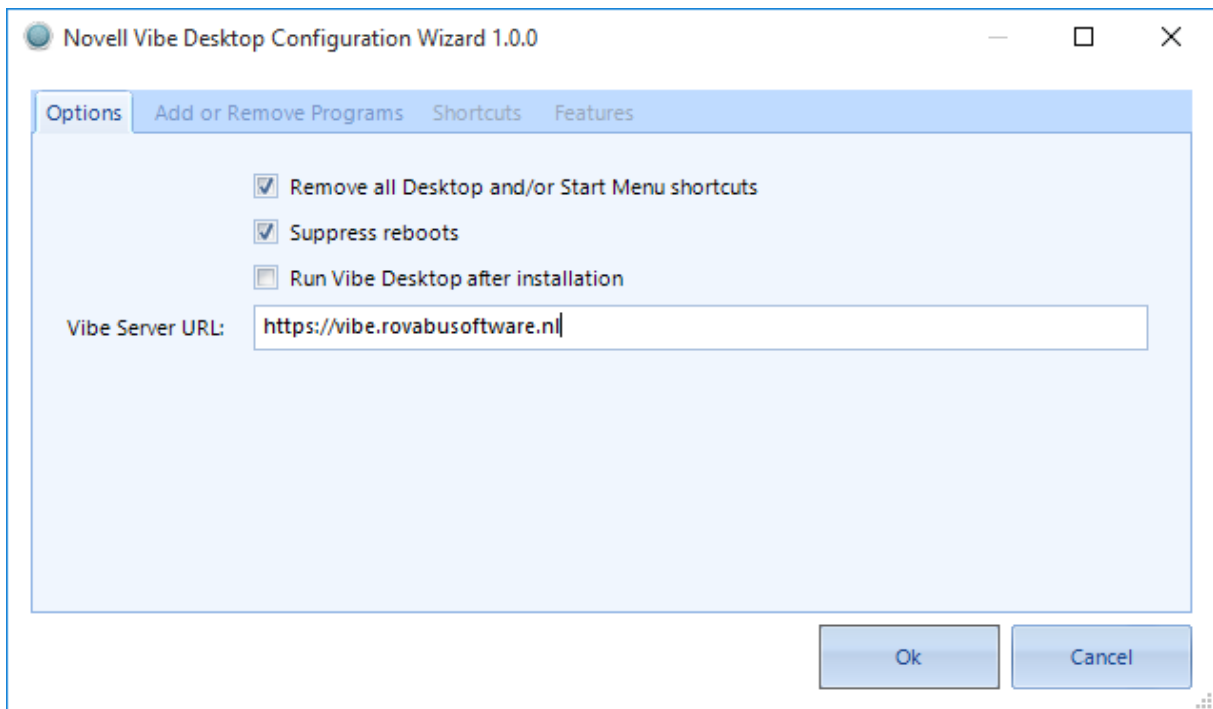 Novell Vibe Desktop Configuration Wizard 1.0.0
Options Add or Remove Programs Shortcuts Features
Remove all Desktop and/or Start Menu shortcuts
Suppress reboots
Run Vibe Desktop after installation
Vibe Server URL: https://vibe.rovabusoftware.nl
Ok Cancel